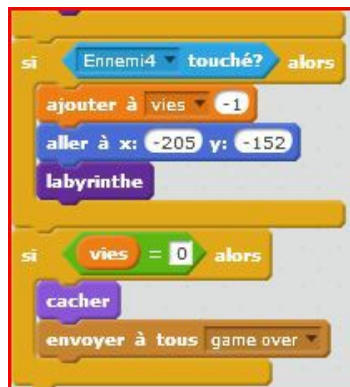 si Ennemi4 touché? alors
ajouter à vies -1
aller à x: -205 y: -152
labyrinthe
si vies = 0 alors
cacher
envoyer à tous game over